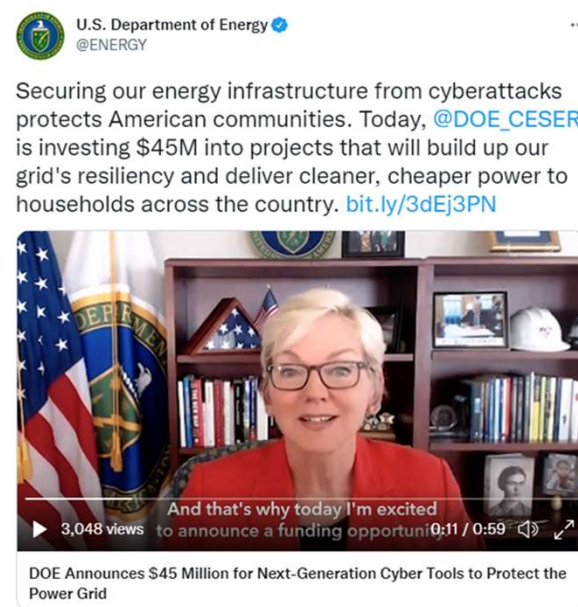 U.S. Department of Energy
@ENERGY
Securing our energy infrastructure from cyberattacks
protects American communities. Today, @DOE_CESER
is investing $45M into projects that will build up our
grid's resiliency and deliver cleaner, cheaper power to
households across the country. bit.ly/3dEj3PN
And that's why today I'm excited
3,048 views to announce a funding 0:11 / 0:59
DOE Announces $45 Million for Next-Generation Cyber Tools to Protect the
Power Grid